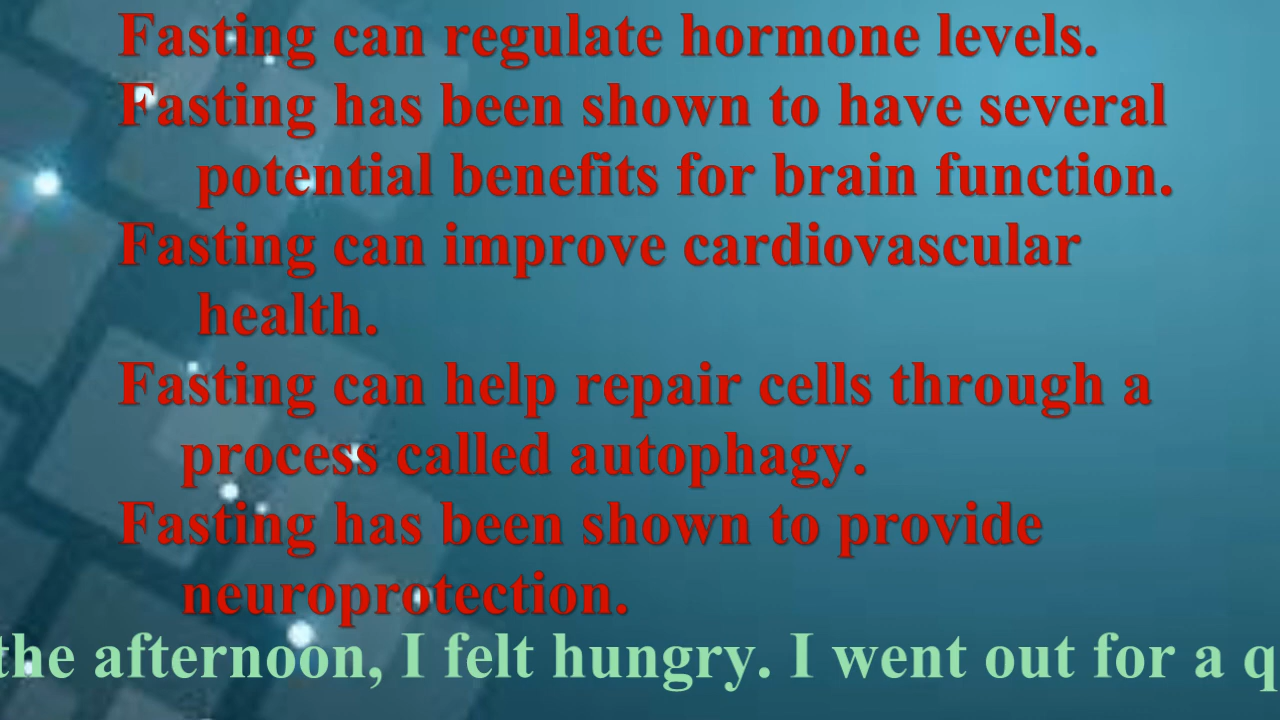 Fasting can regulate hormone levels.
Fasting has been shown to have several
potential benefits for brain function.
Fasting can improve cardiovascular
health.
Fasting can help repair cells through a
process called autophagy.
Fasting has been shown to provide
neuroprotection.
the afternoon, I felt hungry. I went out for a q